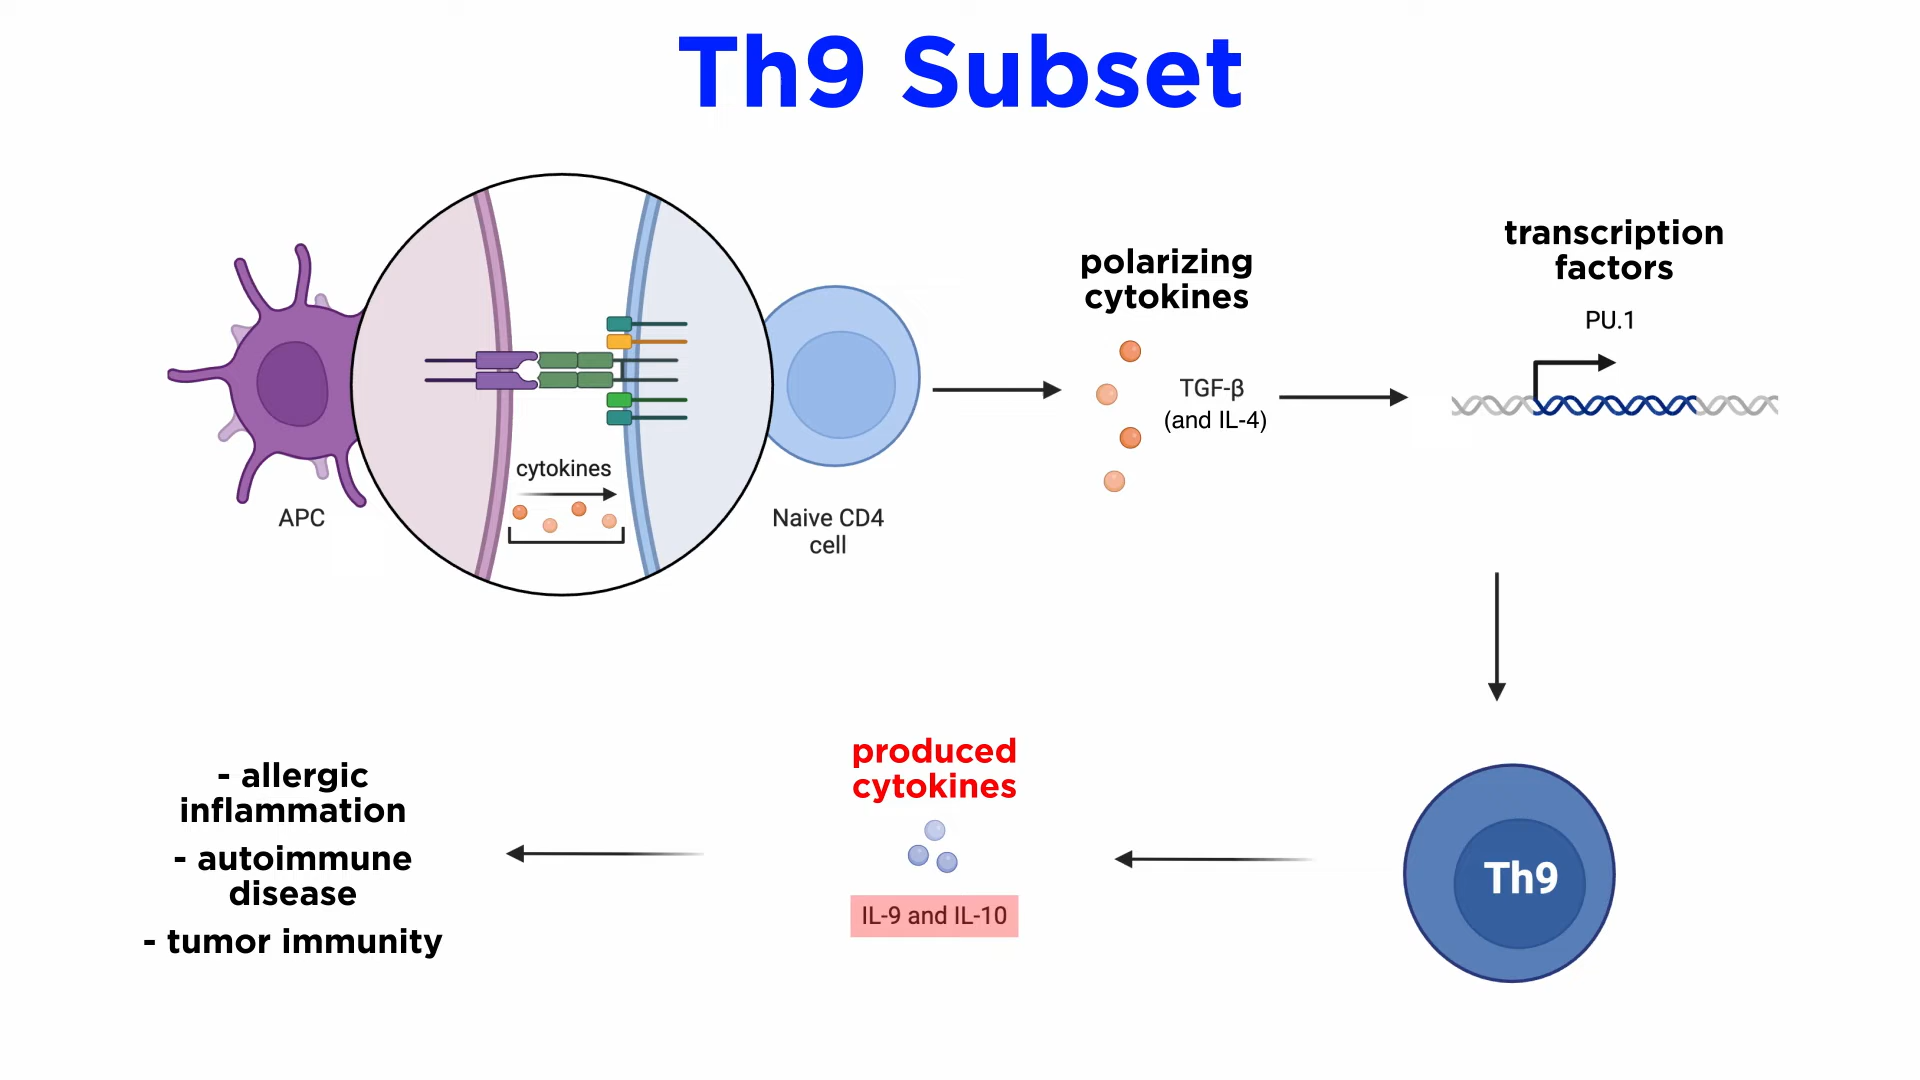 Th9 Subset
transcription
factors
PU.1
polarizing
cytokines
TGF-β
(and IL-4)
cytokines
APC
Naive CD4
cell
Th9
produced
cytokines
IL-9 and IL-10
- allergic
inflammation
- autoimmune
disease
- tumor immunity